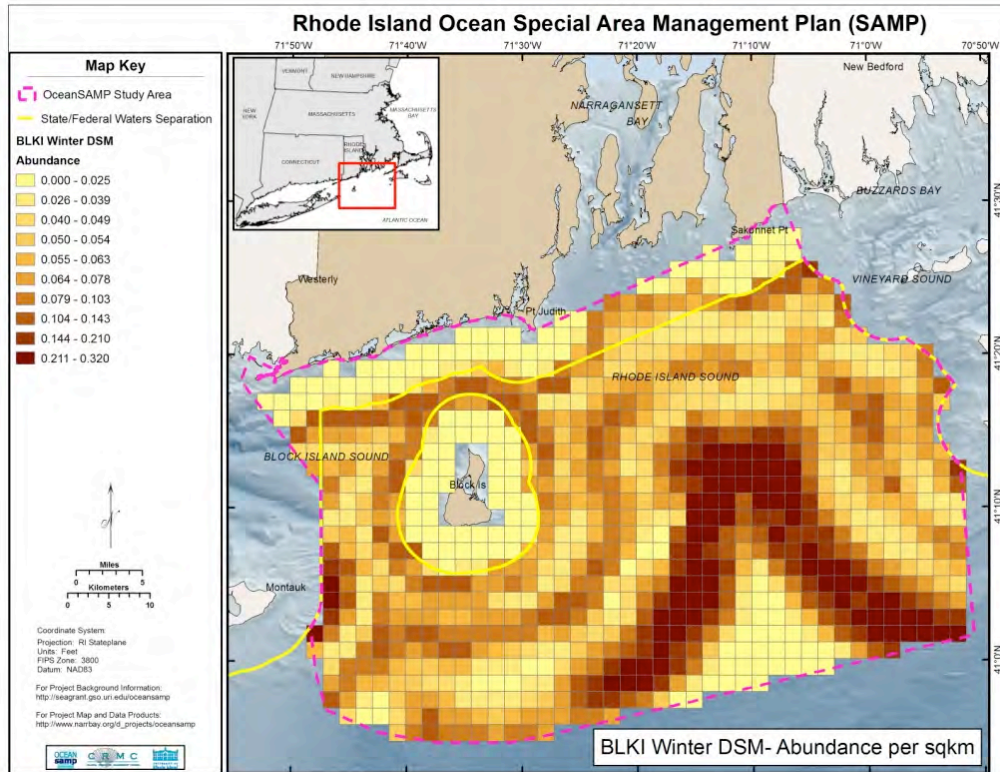 Rhode Island Ocean Special Area Management Plan (SAMP)
71°50'W 71°40'W 71°30'W 71°20'W 71°10'W 71°0'W 70°50'W
Map Key
OceanSAMP Study Area
State/Federal Waters Separation
BLKI Winter DSM
Abundance
0.000 - 0.025
0.026 - 0.039
0.040 - 0.049
0.050 - 0.054
0.055 - 0.063
0.064 - 0.078
0.079 - 0.103
0.104 - 0.143
0.144 - 0.210
0.211 - 0.320
N
Miles
0 5
Kilometers
0 5 10
Coordinate System:
Projection: RI Stateplane
Units: Feet
FIPS Zone: 3800
Datum: NAD83
For Project Background Information:
http://seagrant.gso.uri.edu/oceansamp
For Project Map and Data Products:
http://www.narrbay.org/d_projects/oceansamp
OCEAN
samp
CRMC
VERMONT
NEW HAMPSHIRE
MASSACHUSETTS
MASSACHUSETTS
BAY
RHODE
ISLAND
CONNECTICUT
ATLANTIC OCEAN
New Bedford
NARRAGANSETT
BAY
BUZZARDS BAY
Sakonnet Pt
VINEYARD SOUND
Westerly
Pt Judith
RHODE ISLAND SOUND
BLOCK ISLAND SOUND
Block Is
Montauk
41°30'N
41°20'N
41°10'N
41°0'N
BLKI Winter DSM- Abundance per sqkm